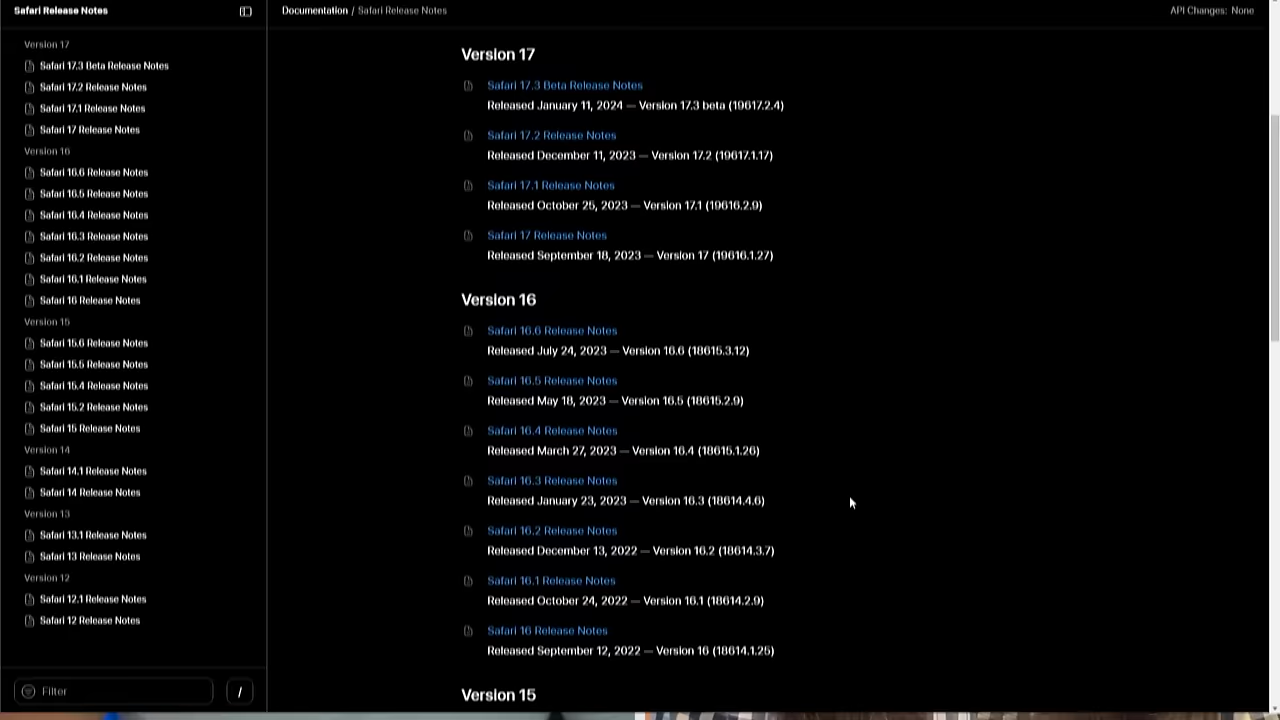 Safari Release Notes
Documentation / Safari Release Notes
API Changes: None
Version 17
Safari 17.3 Beta Release Notes
Safari 17.2 Release Notes
Safari 17.1 Release Notes
Safari 17 Release Notes
Version 16
Safari 16.6 Release Notes
Safari 16.5 Release Notes
Safari 16.4 Release Notes
Safari 16.3 Release Notes
Safari 16.2 Release Notes
Safari 16.1 Release Notes
Safari 16 Release Notes
Version 15
Safari 15.6 Release Notes
Safari 15.5 Release Notes
Safari 15.4 Release Notes
Safari 15.2 Release Notes
Safari 15 Release Notes
Version 14
Safari 14.1 Release Notes
Safari 14 Release Notes
Version 13
Safari 13.1 Release Notes
Safari 13 Release Notes
Version 12
Safari 12.1 Release Notes
Safari 12 Release Notes
Filter
/
Version 17
Safari 17.3 Beta Release Notes
Released January 11, 2024 — Version 17.3 beta (19617.2.4)
Safari 17.2 Release Notes
Released December 11, 2023 — Version 17.2 (19617.1.17)
Safari 17.1 Release Notes
Released October 25, 2023 — Version 17.1 (19616.2.9)
Safari 17 Release Notes
Released September 18, 2023 — Version 17 (19616.1.27)
Version 16
Safari 16.6 Release Notes
Released July 24, 2023 — Version 16.6 (18615.3.12)
Safari 16.5 Release Notes
Released May 18, 2023 — Version 16.5 (18615.2.9)
Safari 16.4 Release Notes
Released March 27, 2023 — Version 16.4 (18615.1.26)
Safari 16.3 Release Notes
Released January 23, 2023 — Version 16.3 (18614.4.6)
Safari 16.2 Release Notes
Released December 13, 2022 — Version 16.2 (18614.3.7)
Safari 16.1 Release Notes
Released October 24, 2022 — Version 16.1 (18614.2.9)
Safari 16 Release Notes
Released September 12, 2022 — Version 16 (18614.1.25)
Version 15